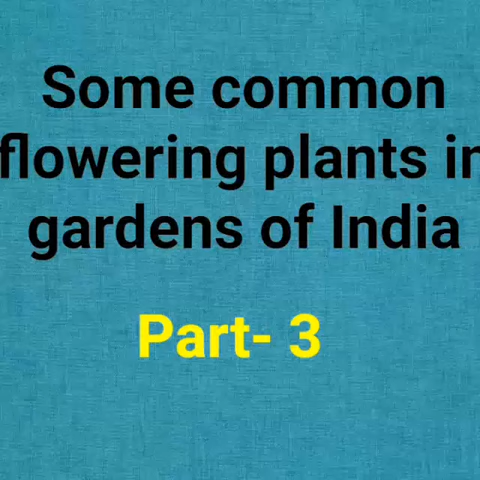 Some common
flowering plants in
gardens of India
Part- 3